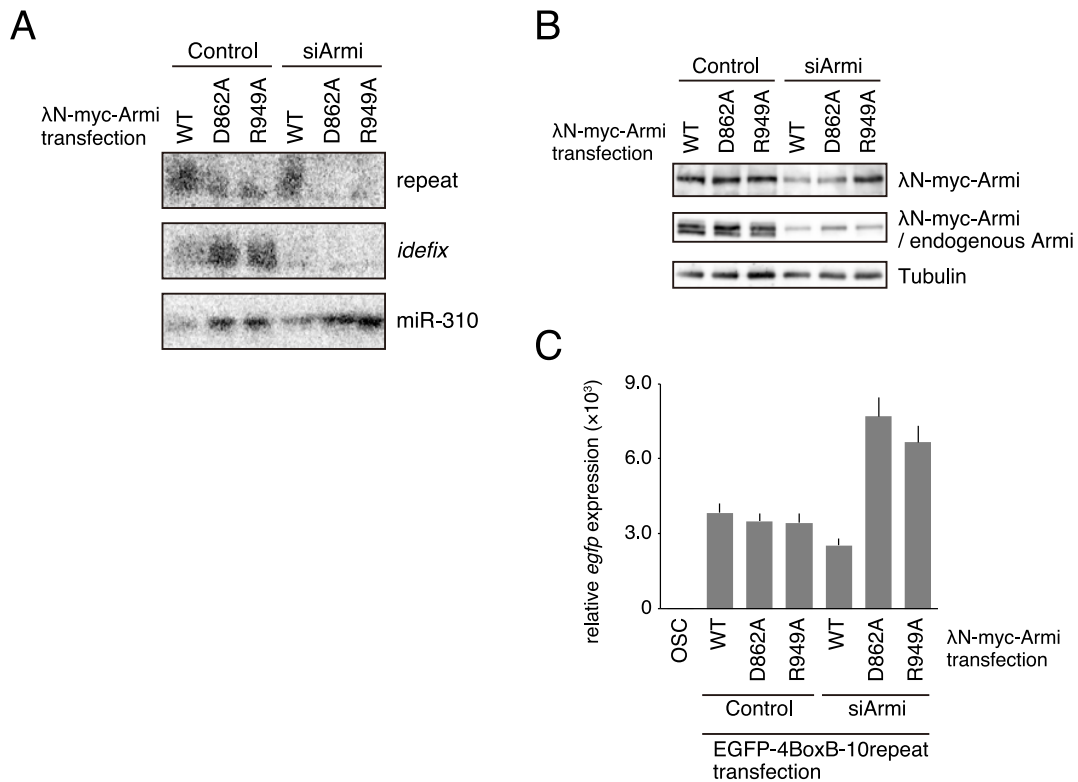 A
Control siArmi
λN-myc-Armi
transfection
WT D862A R949A WT D862A R949A
repeat
idefix
miR-310
B
Control siArmi
λN-myc-Armi
transfection
WT D862A R949A WT D862A R949A
λN-myc-Armi
λN-myc-Armi
/ endogenous Armi
Tubulin
C
relative egfp expression (×10³)
9.0
6.0
3.0
0
OSC WT D862A R949A WT D862A R949A
λN-myc-Armi
transfection
Control siArmi
EGFP-4BoxB-10repeat
transfection